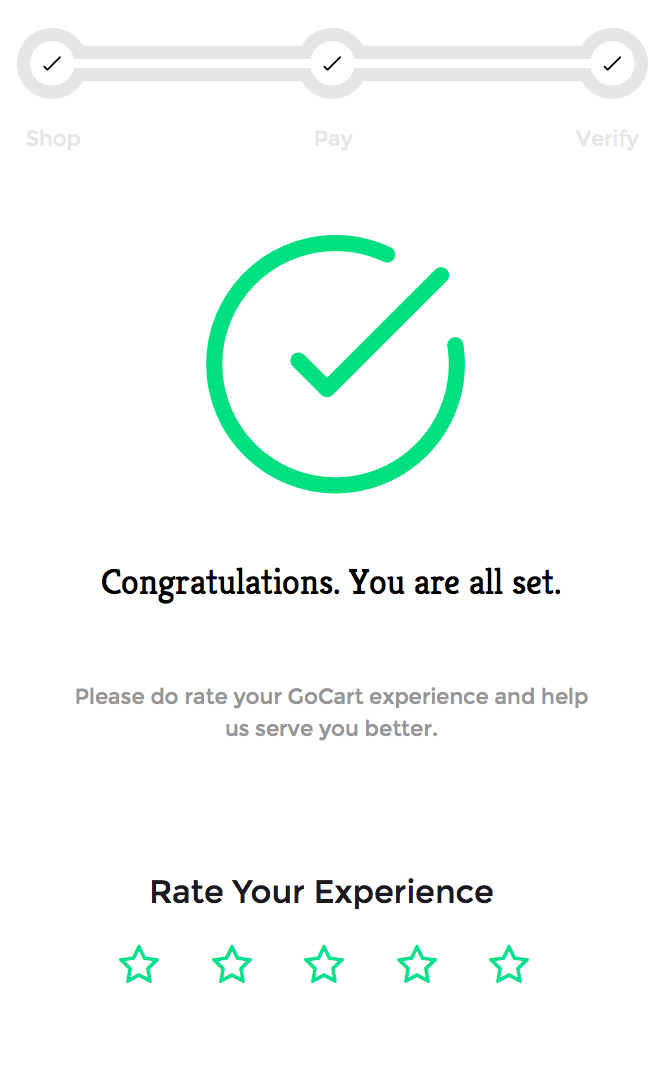 Shop Pay Verify
Congratulations. You are all set.
Please do rate your GoCart experience and help
us serve you better.
Rate Your Experience